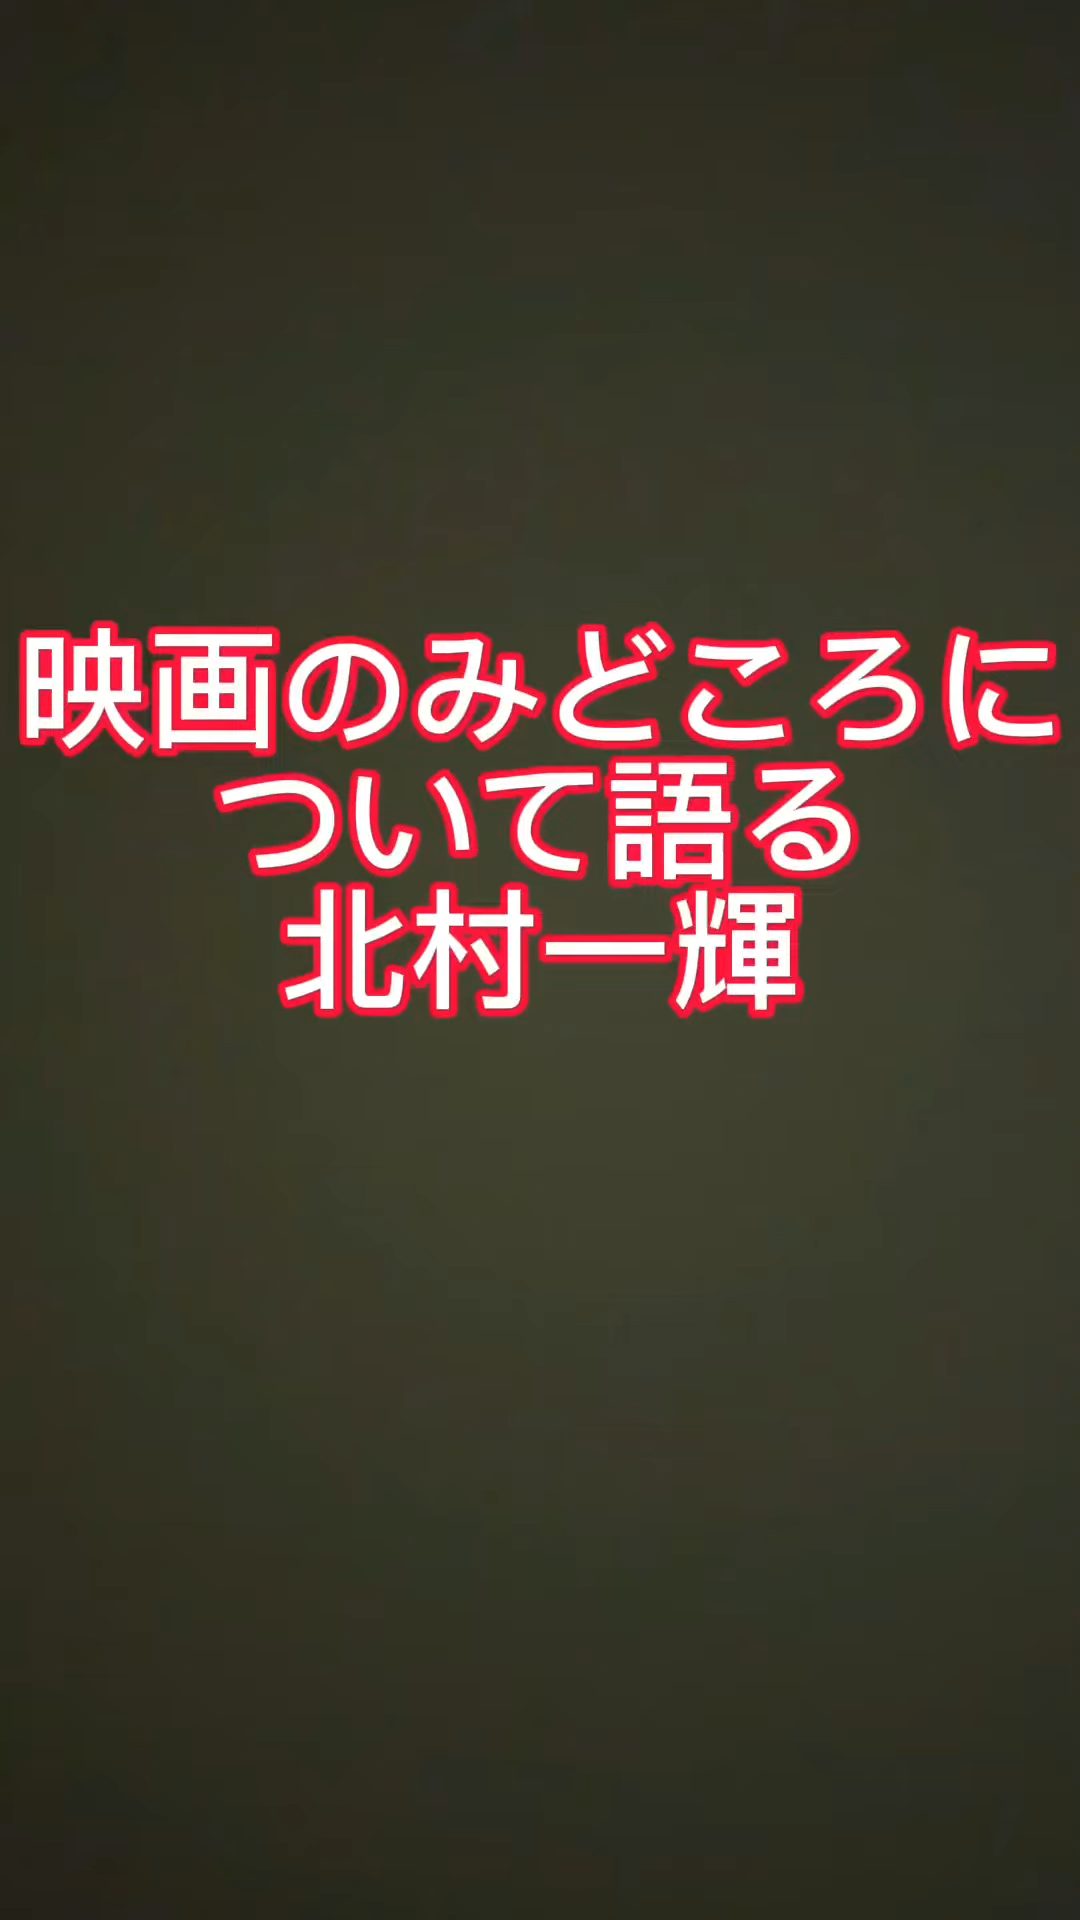 映画のみどころに
ついて語る
北村一輝